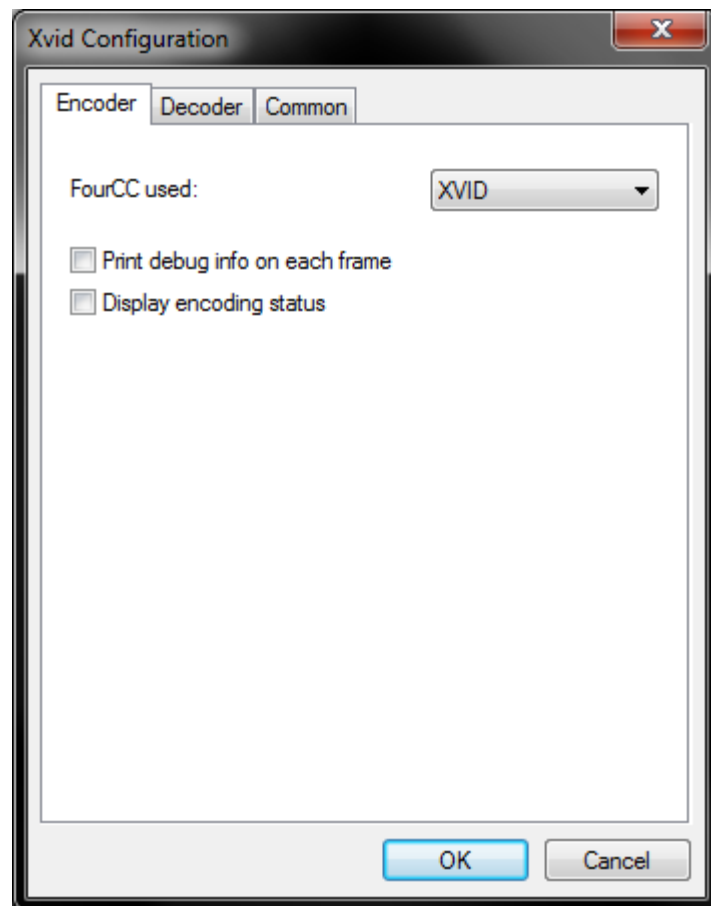 Xvid Configuration
Encoder Decoder Common
FourCC used: XVID
Print debug info on each frame
Display encoding status
OK Cancel